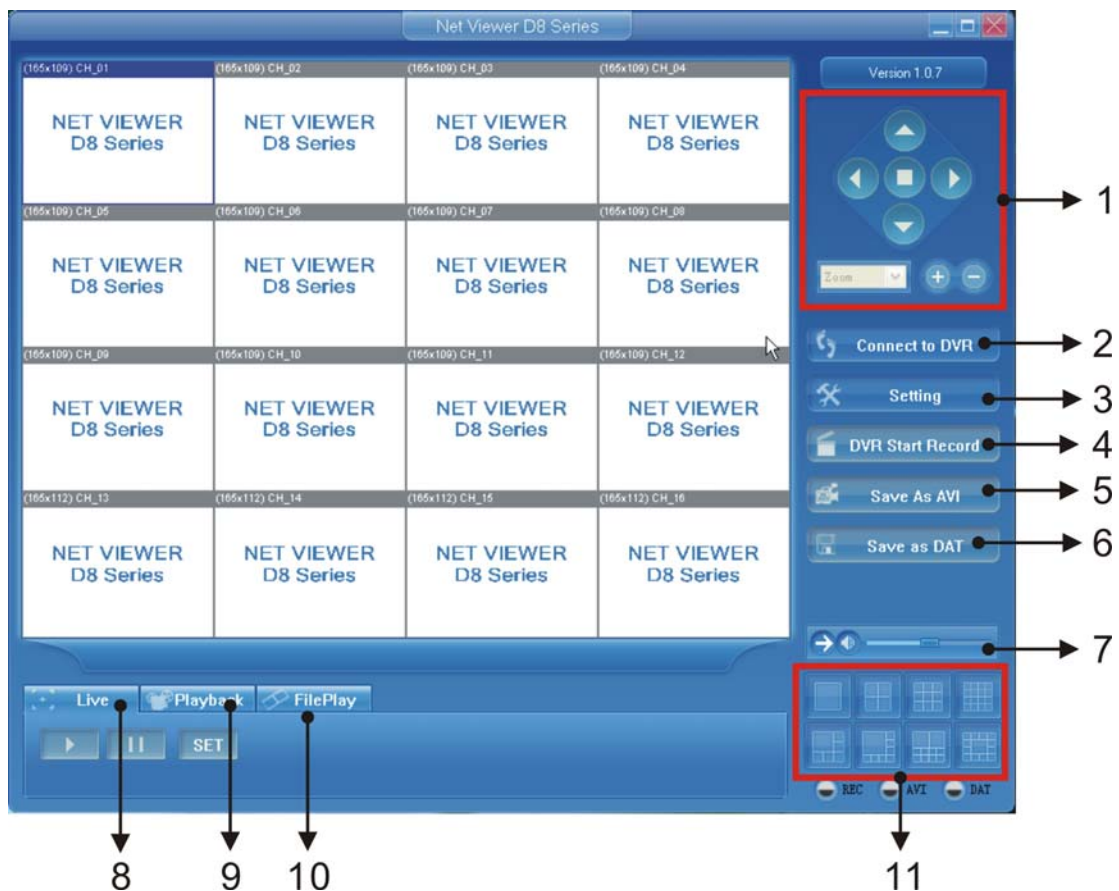 Net Viewer D8 Series
Version 1.0.7
(165x109) CH_01
(165x109) CH_02
(165x109) CH_03
(165x109) CH_04
NET VIEWER
D8 Series
NET VIEWER
D8 Series
NET VIEWER
D8 Series
NET VIEWER
D8 Series
(165x109) CH_05
(165x109) CH_06
(165x109) CH_07
(165x109) CH_08
NET VIEWER
D8 Series
NET VIEWER
D8 Series
NET VIEWER
D8 Series
NET VIEWER
D8 Series
(165x109) CH_09
(165x109) CH_10
(165x109) CH_11
(165x109) CH_12
NET VIEWER
D8 Series
NET VIEWER
D8 Series
NET VIEWER
D8 Series
NET VIEWER
D8 Series
(165x112) CH_13
(165x112) CH_14
(165x112) CH_15
(165x112) CH_16
NET VIEWER
D8 Series
NET VIEWER
D8 Series
NET VIEWER
D8 Series
NET VIEWER
D8 Series
1
Zoom
Connect to DVR
2
Setting
3
DVR Start Record
4
Save As AVI
5
Save as DAT
6
7
Live
Playback
FilePlay
SET
REC
AVI
DAT
8
9
10
11